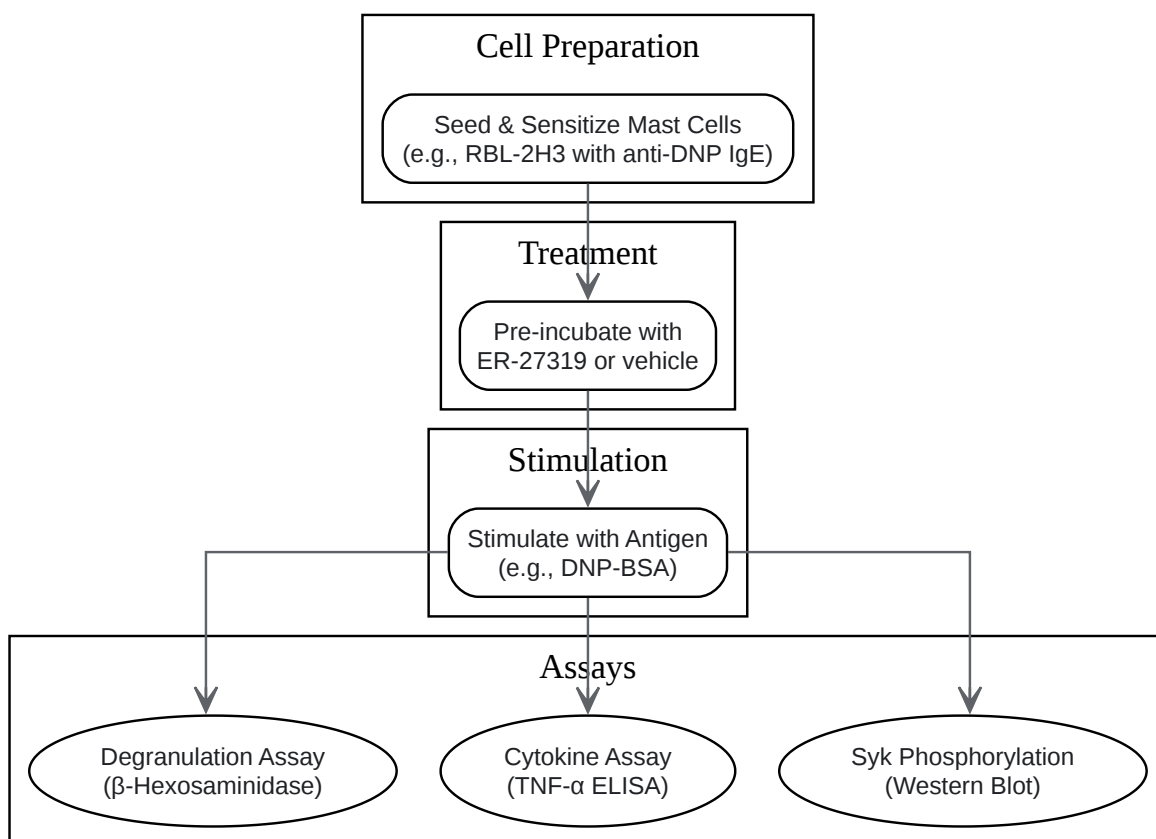 Cell Preparation
Seed & Sensitize Mast Cells
(e.g., RBL-2H3 with anti-DNP IgE)
Treatment
Pre-incubate with
ER-27319 or vehicle
Stimulation
Stimulate with Antigen
(e.g., DNP-BSA)
Assays
Degranulation Assay
(β-Hexosaminidase)
Cytokine Assay
(TNF-α ELISA)
Syk Phosphorylation
(Western Blot)